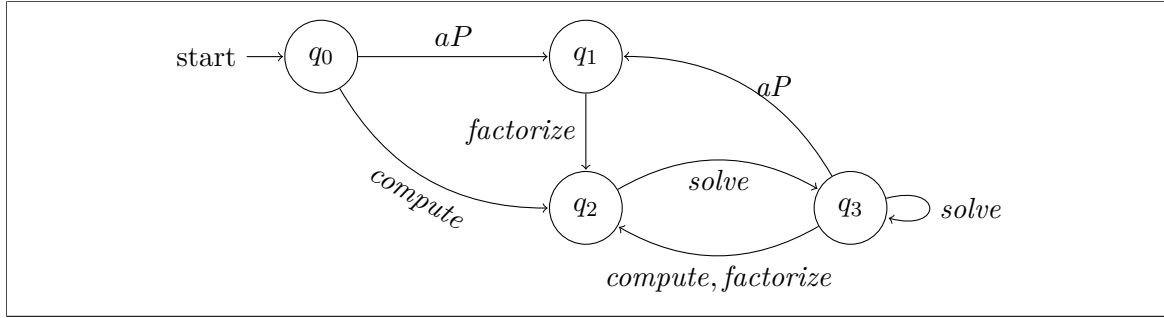 start
q0
aP
q1
aP
factorize
compute
q2
solve
q3
solve
compute, factorize